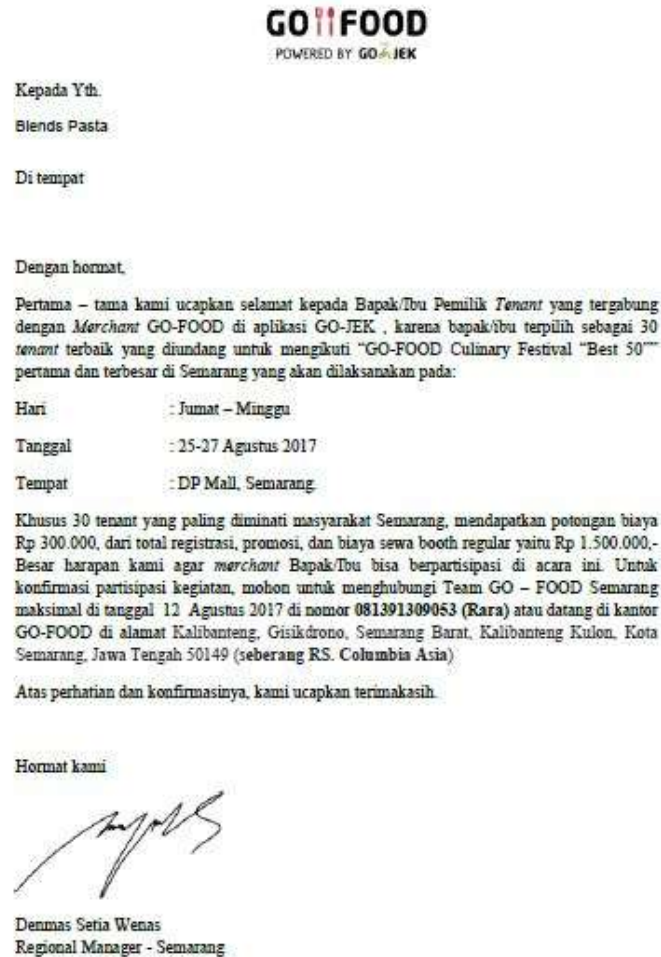 GO FOOD
POWERED BY GO JEK
Kepada Yth.
Blends Pasta
Di tempat
Dengan hormat,
Pertama – tama kami ucapkan selamat kepada Bapak/Ibu Pemilik Tenant yang tergabung
dengan Merchant GO-FOOD di aplikasi GO-JEK , karena bapak/ibu terpilih sebagai 30
tenant terbaik yang diundang untuk mengikuti “GO-FOOD Culinary Festival “Best 50””
pertama dan terbesar di Semarang yang akan dilaksanakan pada:
Hari : Jumat – Minggu
Tanggal : 25-27 Agustus 2017
Tempat : DP Mall, Semarang.
Khusus 30 tenant yang paling diminati masyarakat Semarang, mendapatkan potongan biaya
Rp 300.000, dari total registrasi, promosi, dan biaya sewa booth regular yaitu Rp 1.500.000,-
Besar harapan kami agar merchant Bapak/Ibu bisa berpartisipasi di acara ini. Untuk
konfirmasi partisipasi kegiatan, mohon untuk menghubungi Team GO – FOOD Semarang
maksimal di tanggal 12 Agustus 2017 di nomor 081391309053 (Rara) atau datang di kantor
GO-FOOD di alamat Kalibanteng, Gisikdrono, Semarang Barat, Kalibanteng Kulon, Kota
Semarang, Jawa Tengah 50149 (seberang RS. Columbia Asia)
Atas perhatian dan konfirmasinya, kami ucapkan terimakasih.
Hormat kami
Denmas Setia Wenas
Regional Manager - Semarang